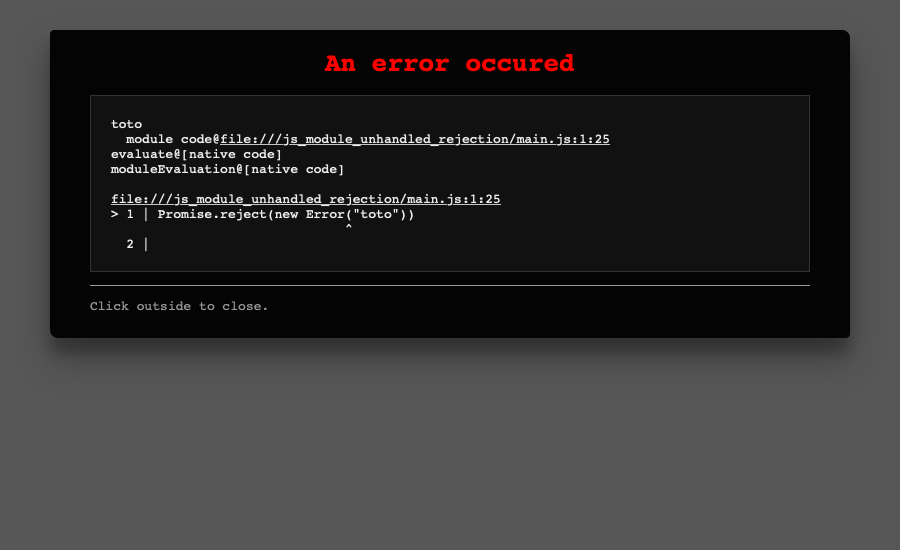 An error occured
toto
  module code@file:///js_module_unhandled_rejection/main.js:1:25
evaluate@[native code]
moduleEvaluation@[native code]
file:///js_module_unhandled_rejection/main.js:1:25
> 1 | Promise.reject(new Error("toto"))
                              ^
  2 |
Click outside to close.